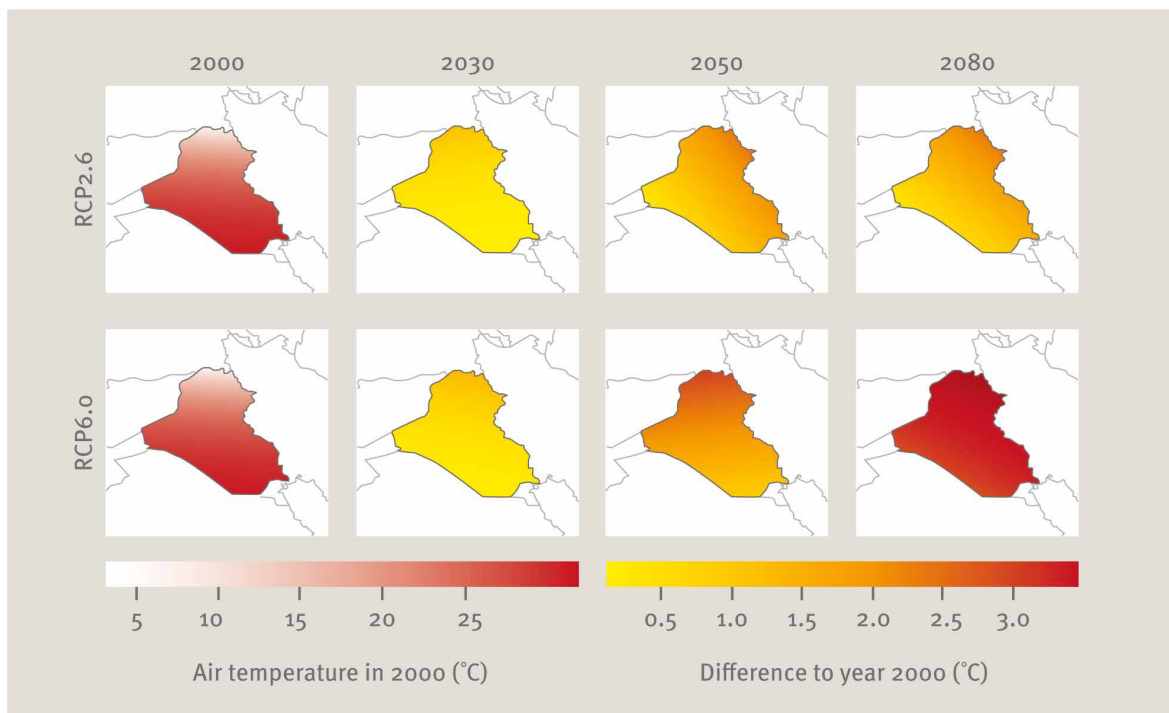 2000 2030 2050 2080
RCP2.6
RCP6.0
5 10 15 20 25 0.5 1.0 1.5 2.0 2.5 3.0
Air temperature in 2000 (°C) Difference to year 2000 (°C)